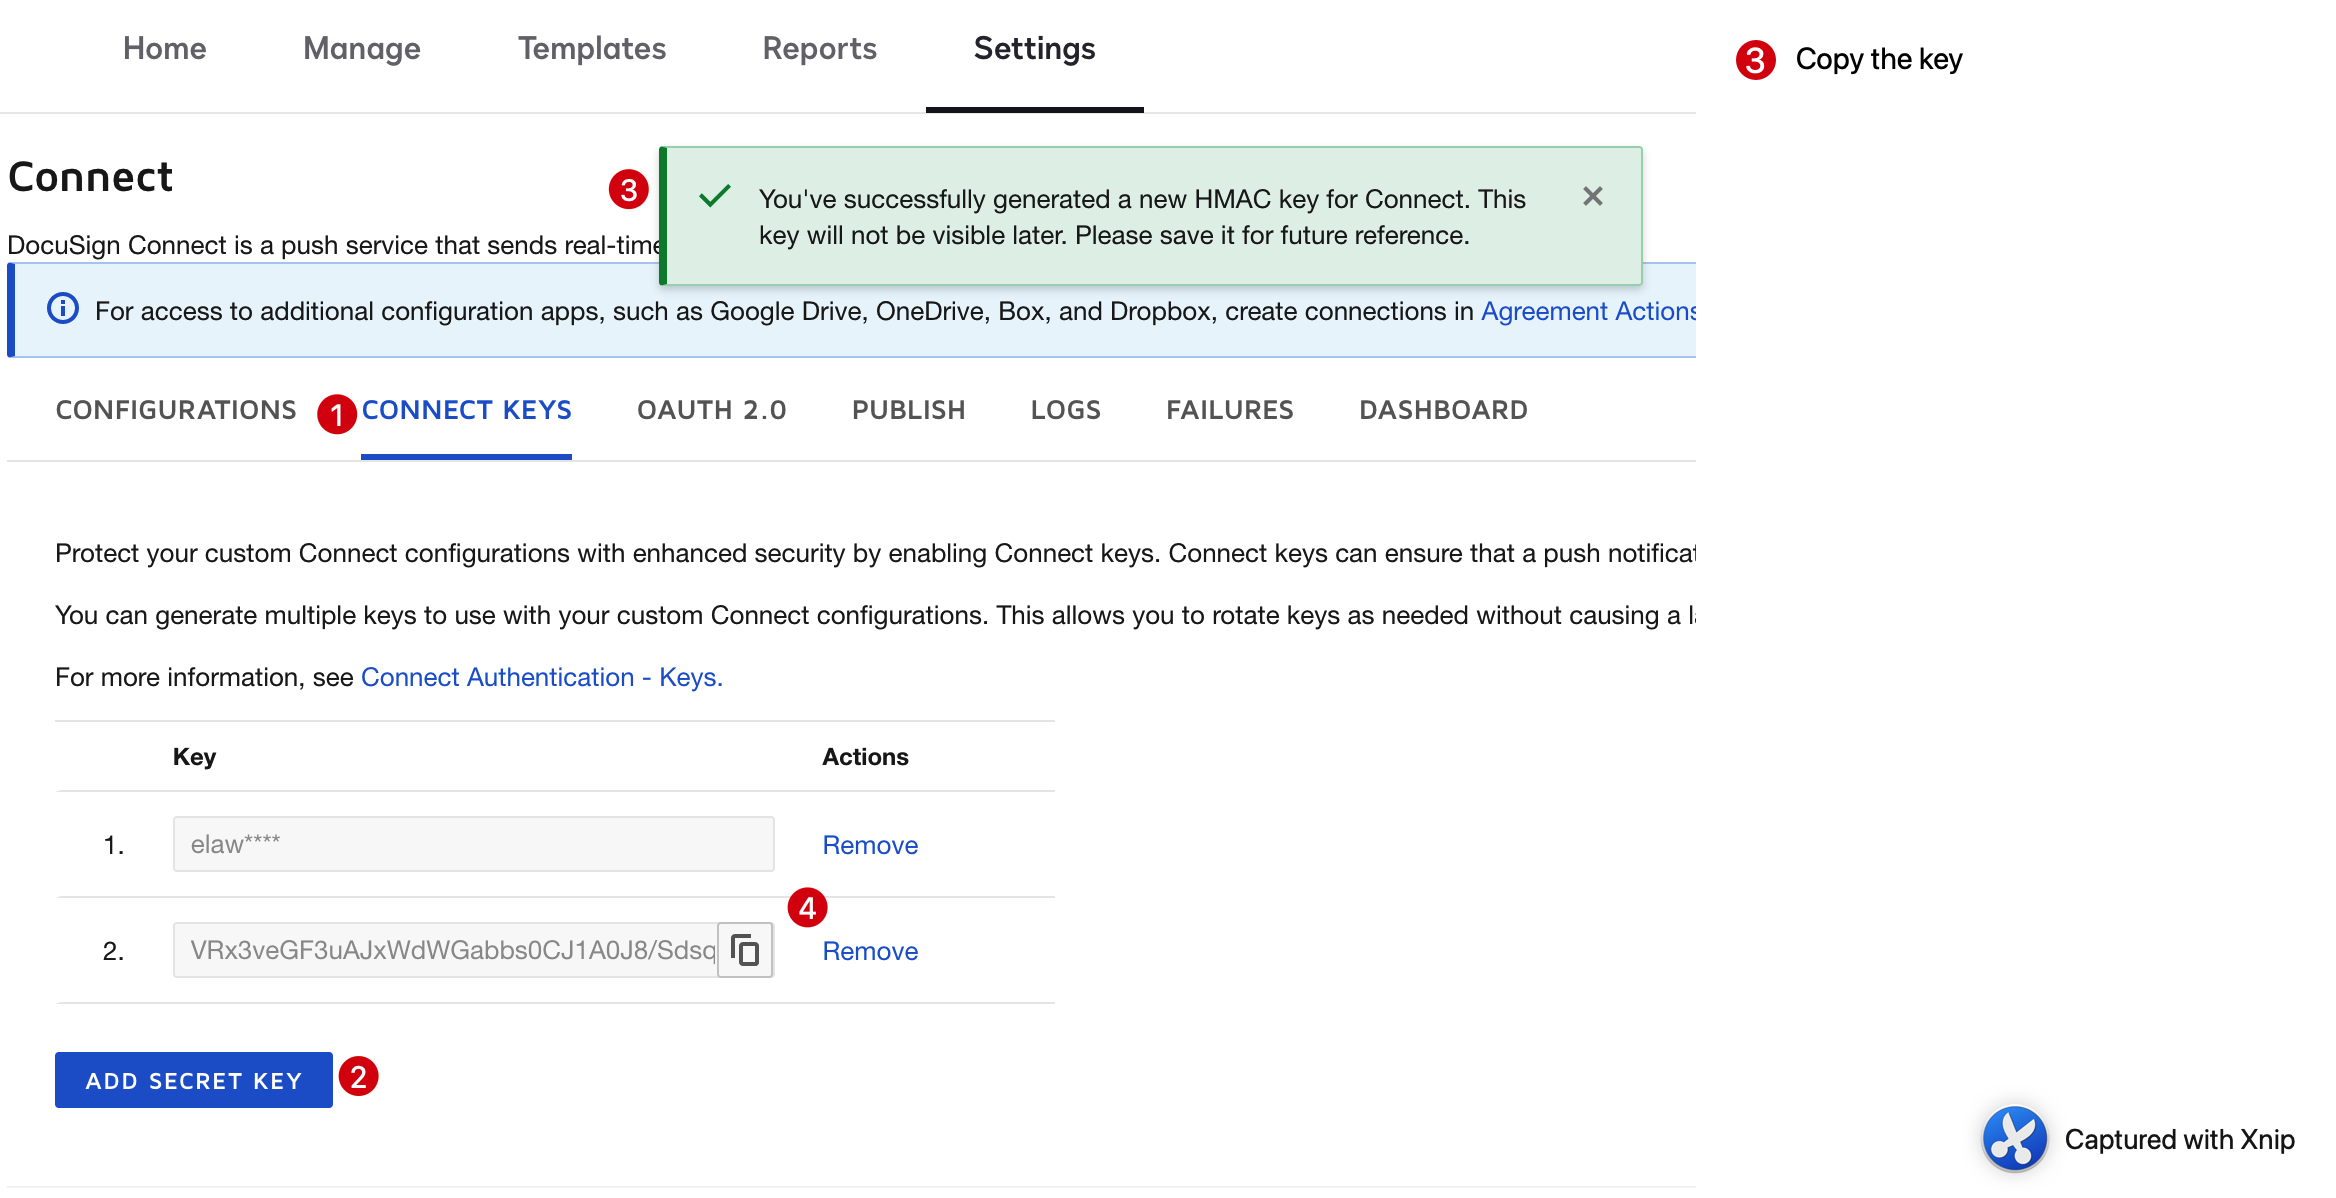 Home Manage Templates Reports Settings
3 Copy the key
Connect
3
You've successfully generated a new HMAC key for Connect. This
key will not be visible later. Please save it for future reference.
DocuSign Connect is a push service that sends real-time
For access to additional configuration apps, such as Google Drive, OneDrive, Box, and Dropbox, create connections in Agreement Actions
CONFIGURATIONS 1 CONNECT KEYS OAUTH 2.0 PUBLISH LOGS FAILURES DASHBOARD
Protect your custom Connect configurations with enhanced security by enabling Connect keys. Connect keys can ensure that a push notificat
You can generate multiple keys to use with your custom Connect configurations. This allows you to rotate keys as needed without causing a la
For more information, see Connect Authentication - Keys.
Key Actions
1. elaw**** Remove
4
2. VRx3veGF3uAJxWdWGabbs0CJ1A0J8/Sdsq Remove
ADD SECRET KEY 2
Captured with Xnip